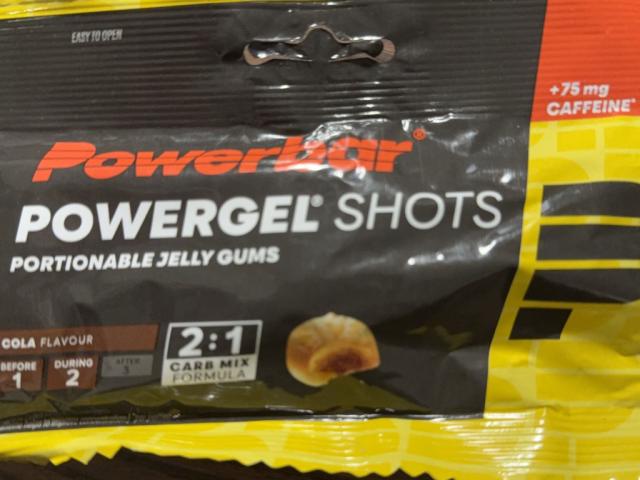 EASY TO OPEN
+75 mg
CAFFEINE*
Powerbar®
POWERGEL® SHOTS
PORTIONABLE JELLY GUMS
COLA FLAVOUR
BEFORE
1
DURING
2
AFTER
3
2:1
CARB MIX
FORMULA